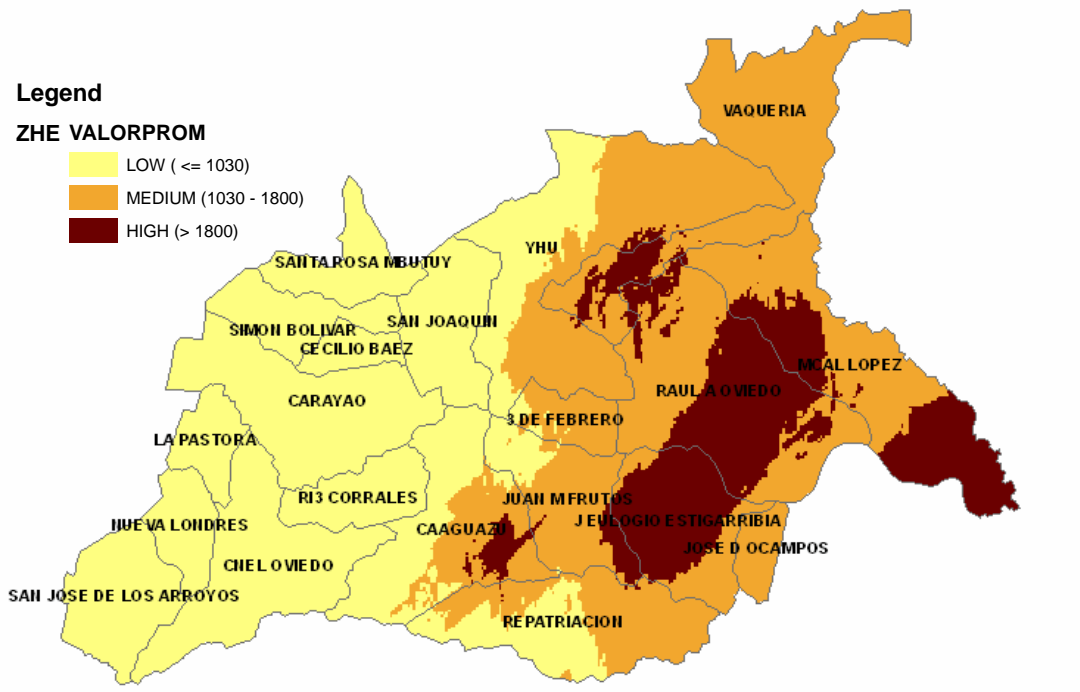 Legend
ZHE VALORPROM
LOW ( <= 1030)
MEDIUM (1030 - 1800)
HIGH (> 1800)
VAQUERIA
YHU
SANTA ROSA MBUTUY
SAN JOAQUIN
SIMON BOLIVAR
CECILIO BAEZ
MCAL LOPEZ
RAUL A OVIEDO
CARAYAO
3 DE FEBRERO
LA PASTORA
RI3 CORRALES
JUAN M FRUTOS
J EULOGIO ESTIGARRIBIA
NUEVA LONDRES
CAAGUAZU
JOSE D OCAMPOS
CNEL OVIEDO
SAN JOSE DE LOS ARROYOS
REPATRIACION